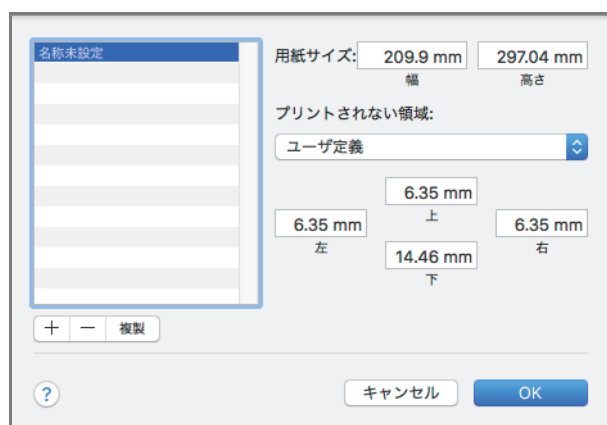 名称未設定
用紙サイズ: 209.9 mm 297.04 mm
幅 高さ
プリントされない領域:
ユーザ定義
6.35 mm
上
6.35 mm 6.35 mm
左 右
14.46 mm
下
+ − 複製
? キャンセル OK